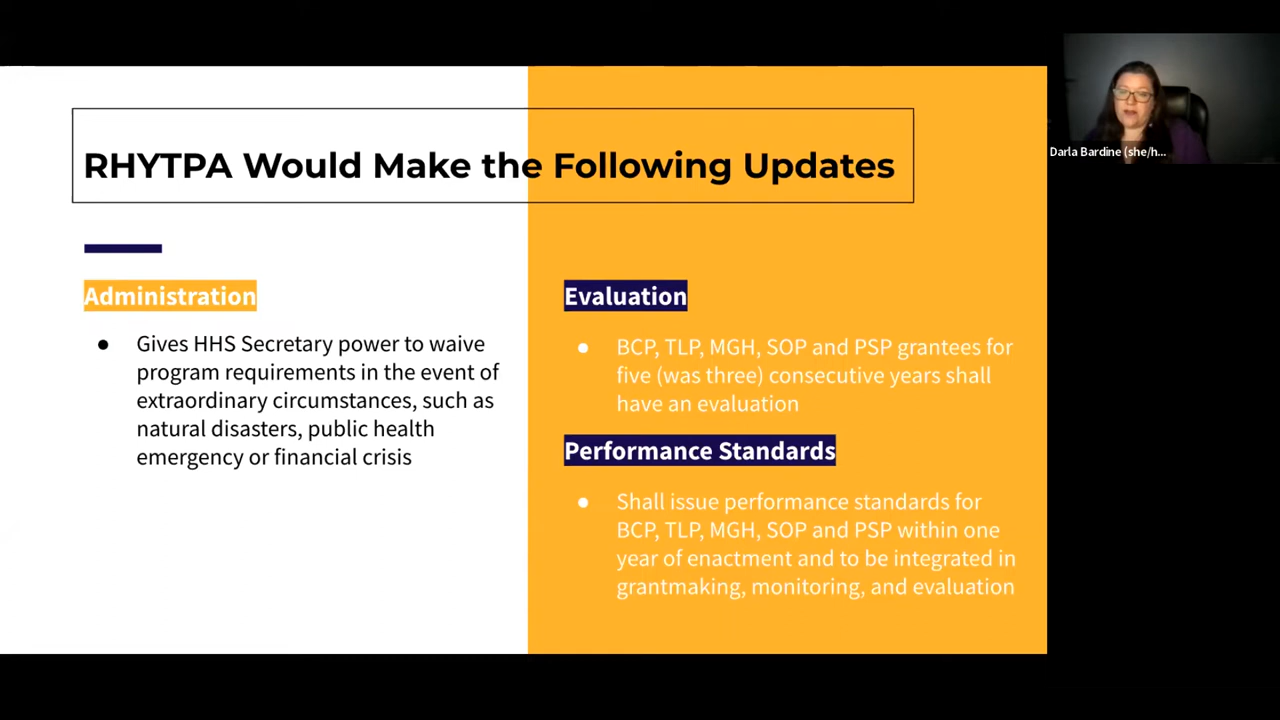 RHYTPA Would Make the Following Updates
Administration
● Gives HHS Secretary power to waive
program requirements in the event of
extraordinary circumstances, such as
natural disasters, public health
emergency or financial crisis
Evaluation
● BCP, TLP, MGH, SOP and PSP grantees for
five (was three) consecutive years shall
have an evaluation
Performance Standards
● Shall issue performance standards for
BCP, TLP, MGH, SOP and PSP within one
year of enactment and to be integrated in
grantmaking, monitoring, and evaluation
Darla Bardine (she/h...